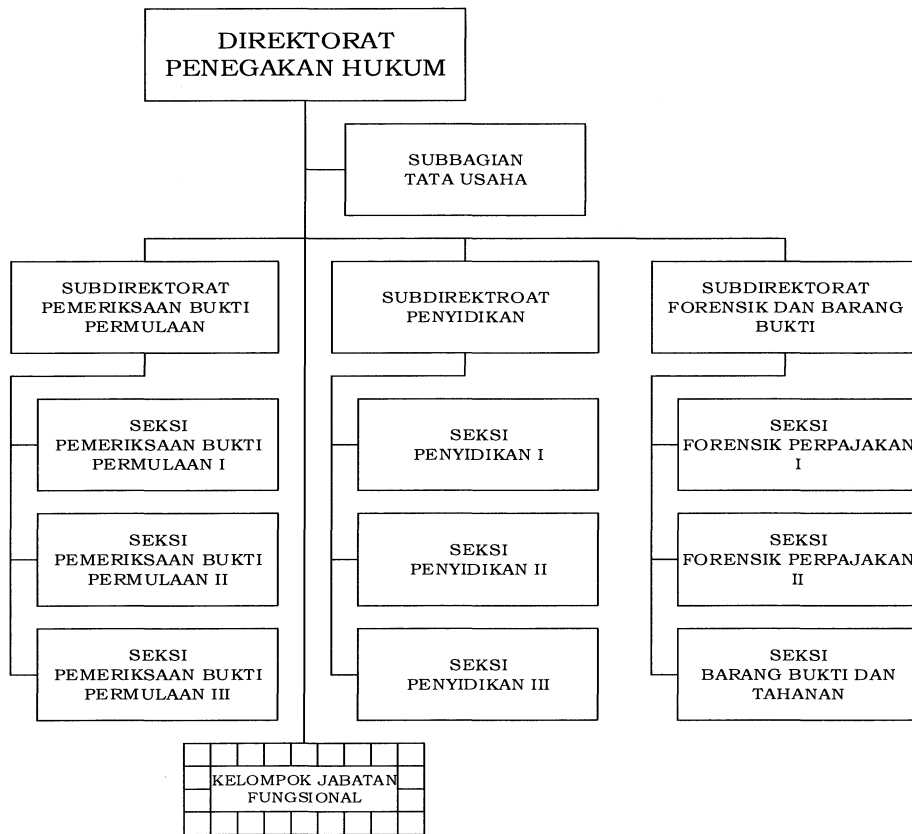 DIREKTORAT
PENEGAKAN HUKUM
SUBBAGIAN
TATA USAHA
SUBDIREKTORAT
PEMERIKSAAN BUKTI
PERMULAAN
SUBDIREKTROAT
PENYIDIKAN
SUBDIREKTORAT
FORENSIK DAN BARANG
BUKTI
SEKSI
PEMERIKSAAN BUKTI
PERMULAAN I
SEKSI
PENYIDIKAN I
SEKSI
FORENSIK PERPAJAKAN
I
SEKSI
PEMERIKSAAN BUKTI
PERMULAAN II
SEKSI
PENYIDIKAN II
SEKSI
FORENSIK PERPAJAKAN
II
SEKSI
PEMERIKSAAN BUKTI
PERMULAAN III
SEKSI
PENYIDIKAN III
SEKSI
BARANG BUKTI DAN
TAHANAN
KELOMPOK JABATAN
FUNGSIONAL